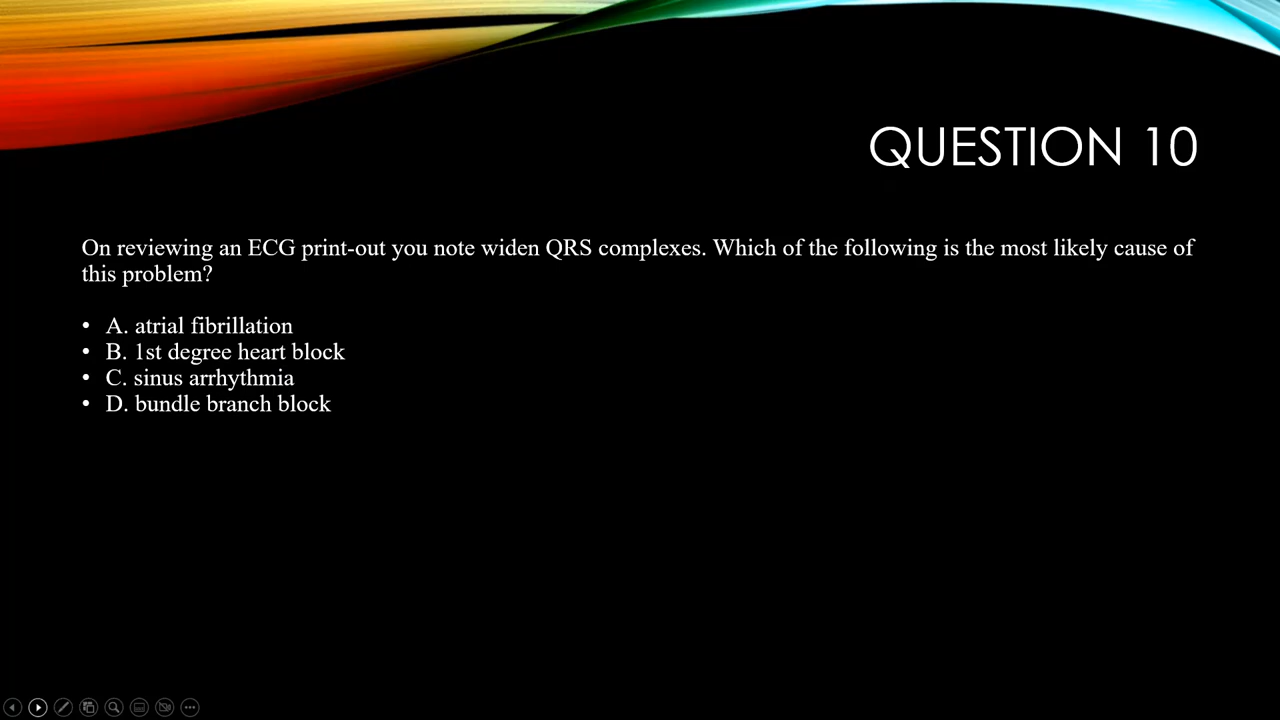 QUESTION 10
On reviewing an ECG print-out you note widen QRS complexes. Which of the following is the most likely cause of
this problem?
• A. atrial fibrillation
• B. 1st degree heart block
• C. sinus arrhythmia
• D. bundle branch block